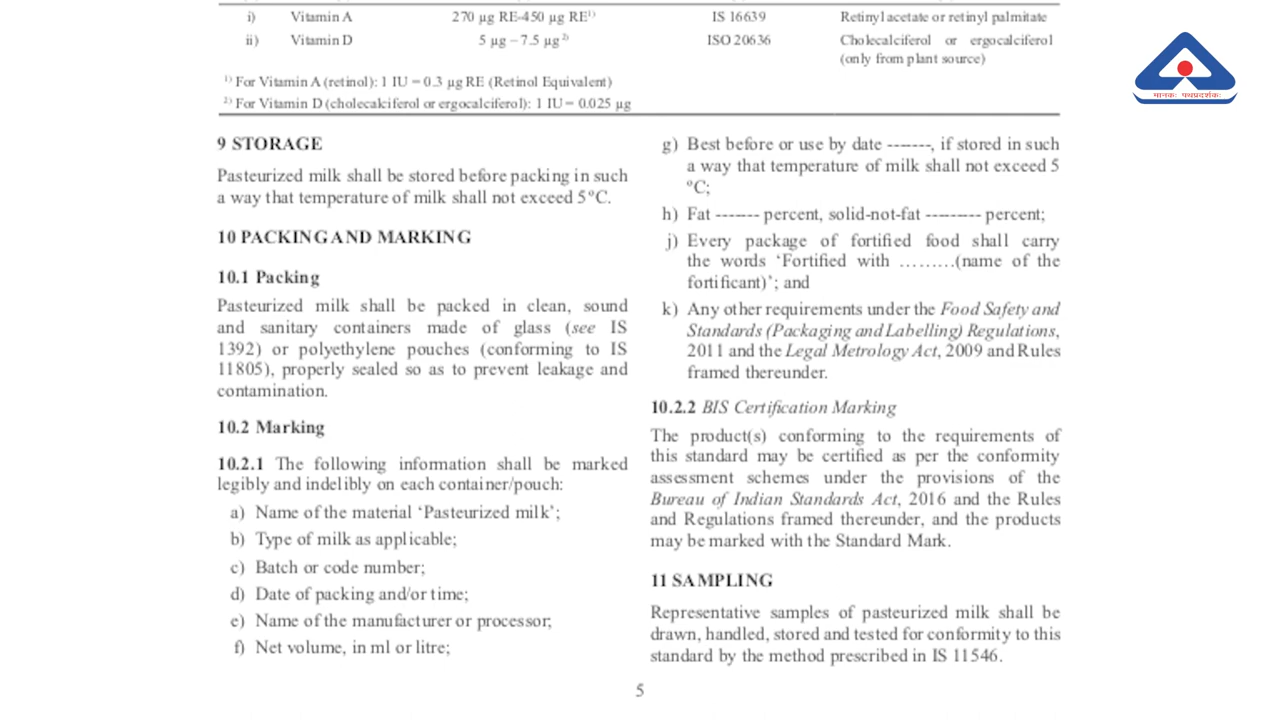 i) Vitamin A 270 µg RE-450 µg RE¹⁾ IS 16639 Retinyl acetate or retinyl palmitate
ii) Vitamin D 5 µg – 7.5 µg²⁾ ISO 20636 Cholecalciferol or ergocalciferol
(only from plant source)
¹⁾ For Vitamin A (retinol): 1 IU = 0.3 µg RE (Retinol Equivalent)
²⁾ For Vitamin D (cholecalciferol or ergocalciferol): 1 IU = 0.025 µg
9 STORAGE
Pasteurized milk shall be stored before packing in such
a way that temperature of milk shall not exceed 5°C.
10 PACKING AND MARKING
10.1 Packing
Pasteurized milk shall be packed in clean, sound
and sanitary containers made of glass (see IS
1392) or polyethylene pouches (conforming to IS
11805), properly sealed so as to prevent leakage and
contamination.
10.2 Marking
10.2.1 The following information shall be marked
legibly and indelibly on each container/pouch:
a) Name of the material ‘Pasteurized milk’;
b) Type of milk as applicable;
c) Batch or code number;
d) Date of packing and/or time;
e) Name of the manufacturer or processor;
f) Net volume, in ml or litre;
g) Best before or use by date -------, if stored in such
a way that temperature of milk shall not exceed 5
°C;
h) Fat ------- percent, solid-not-fat --------- percent;
j) Every package of fortified food shall carry
the words ‘Fortified with ………(name of the
fortificant)’; and
k) Any other requirements under the Food Safety and
Standards (Packaging and Labelling) Regulations,
2011 and the Legal Metrology Act, 2009 and Rules
framed thereunder.
10.2.2 BIS Certification Marking
The product(s) conforming to the requirements of
this standard may be certified as per the conformity
assessment schemes under the provisions of the
Bureau of Indian Standards Act, 2016 and the Rules
and Regulations framed thereunder, and the products
may be marked with the Standard Mark.
11 SAMPLING
Representative samples of pasteurized milk shall be
drawn, handled, stored and tested for conformity to this
standard by the method prescribed in IS 11546.
5
मानकः पथप्रदर्शकः